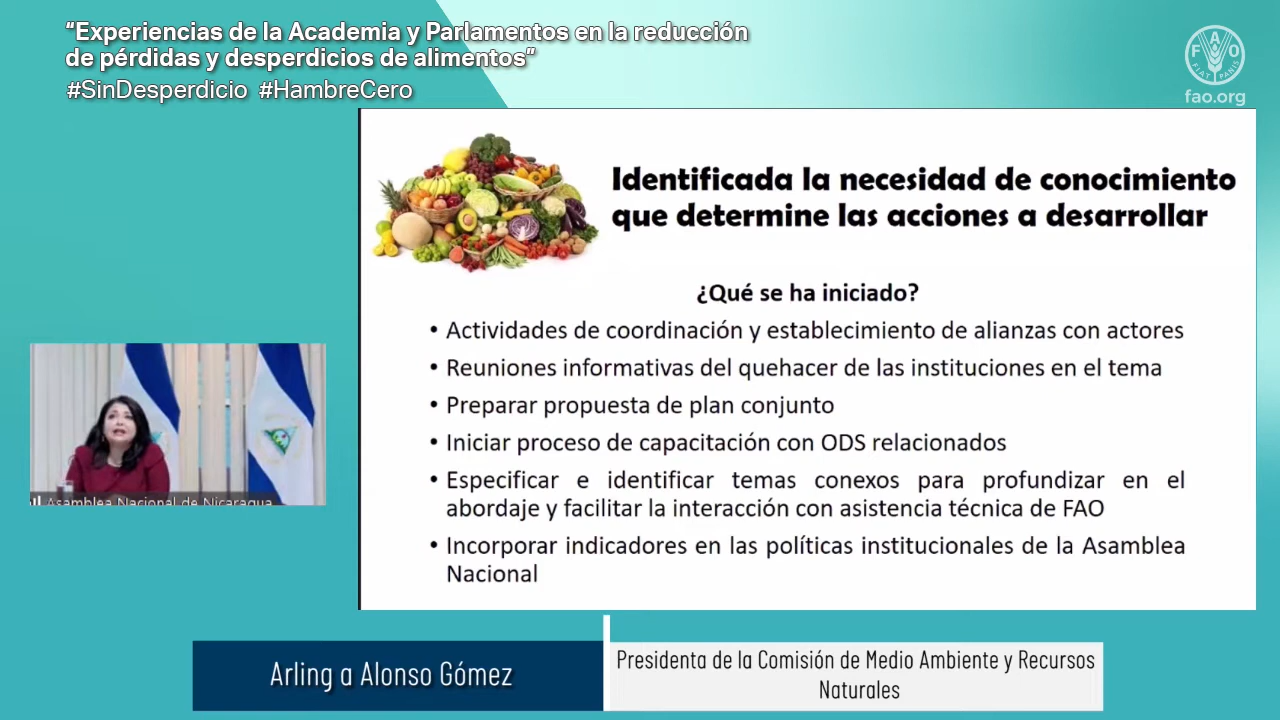 “Experiencias de la Academia y Parlamentos en la reducción
de pérdidas y desperdicios de alimentos”
#SinDesperdicio #HambreCero
F A O
FIAT PANIS
fao.org
Identificada la necesidad de conocimiento
que determine las acciones a desarrollar
¿Qué se ha iniciado?
• Actividades de coordinación y establecimiento de alianzas con actores
• Reuniones informativas del quehacer de las instituciones en el tema
• Preparar propuesta de plan conjunto
• Iniciar proceso de capacitación con ODS relacionados
• Especificar e identificar temas conexos para profundizar en el
abordaje y facilitar la interacción con asistencia técnica de FAO
• Incorporar indicadores en las políticas institucionales de la Asamblea
Nacional
Asamblea Nacional de Nicaragua
Arling a Alonso Gómez
Presidenta de la Comisión de Medio Ambiente y Recursos
Naturales